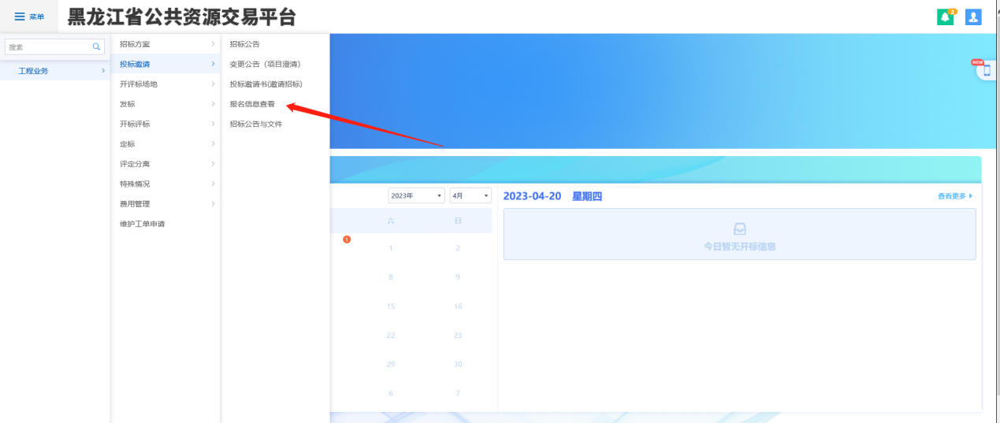 菜单
黑龙江省公共资源交易平台
2
搜索
工程业务
招标方案
投标邀请
开评标场地
发标
开标评标
定标
评定分离
特殊情况
费用管理
维护工单申请
招标公告
变更公告（项目澄清）
投标邀请书(邀请招标)
报名信息查看
招标公告与文件
NEW
2023年 4月
六 日
1
1 2
8 9
15 16
22 23
29 30
6 7
2023-04-20 星期四
查看更多
今日暂无开标信息